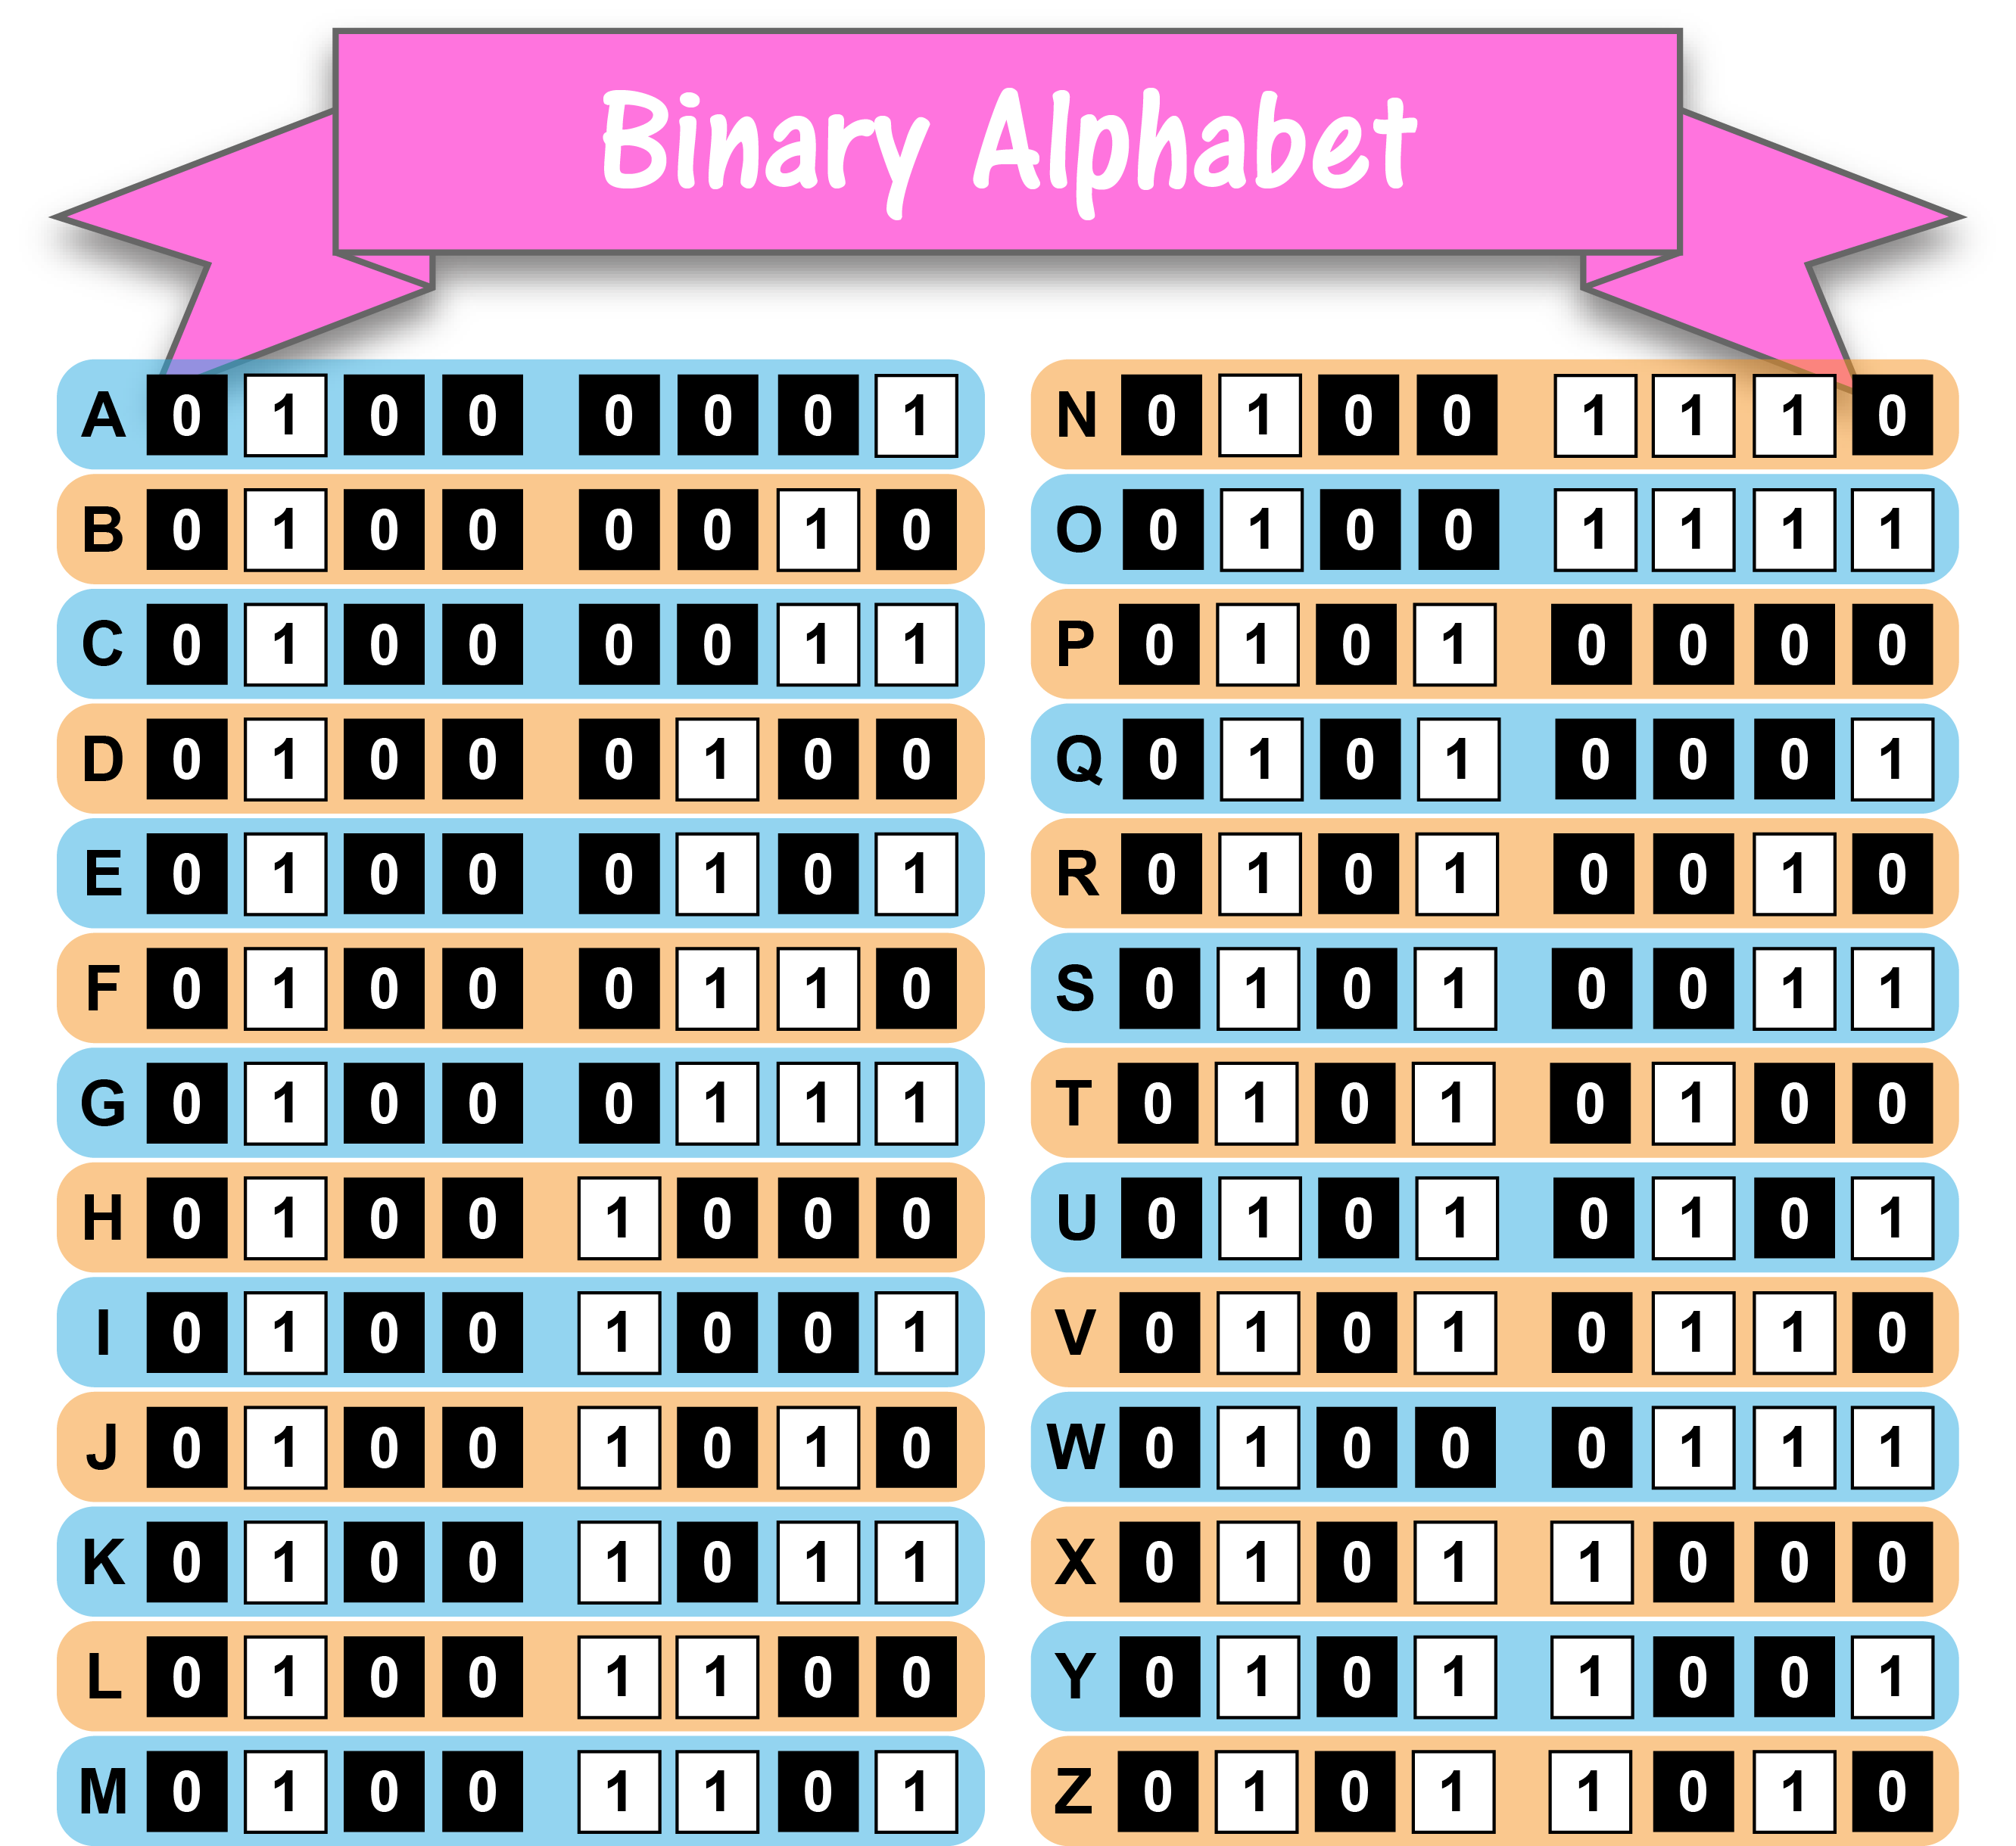 Binary Alphabet
A 0 1 0 0 0 0 0 1
B 0 1 0 0 0 0 1 0
C 0 1 0 0 0 0 1 1
D 0 1 0 0 0 1 0 0
E 0 1 0 0 0 1 0 1
F 0 1 0 0 0 1 1 0
G 0 1 0 0 0 1 1 1
H 0 1 0 0 1 0 0 0
I 0 1 0 0 1 0 0 1
J 0 1 0 0 1 0 1 0
K 0 1 0 0 1 0 1 1
L 0 1 0 0 1 1 0 0
M 0 1 0 0 1 1 0 1
N 0 1 0 0 1 1 1 0
O 0 1 0 0 1 1 1 1
P 0 1 0 1 0 0 0 0
Q 0 1 0 1 0 0 0 1
R 0 1 0 1 0 0 1 0
S 0 1 0 1 0 0 1 1
T 0 1 0 1 0 1 0 0
U 0 1 0 1 0 1 0 1
V 0 1 0 1 0 1 1 0
W 0 1 0 0 0 1 1 1
X 0 1 0 1 1 0 0 0
Y 0 1 0 1 1 0 0 1
Z 0 1 0 1 1 0 1 0